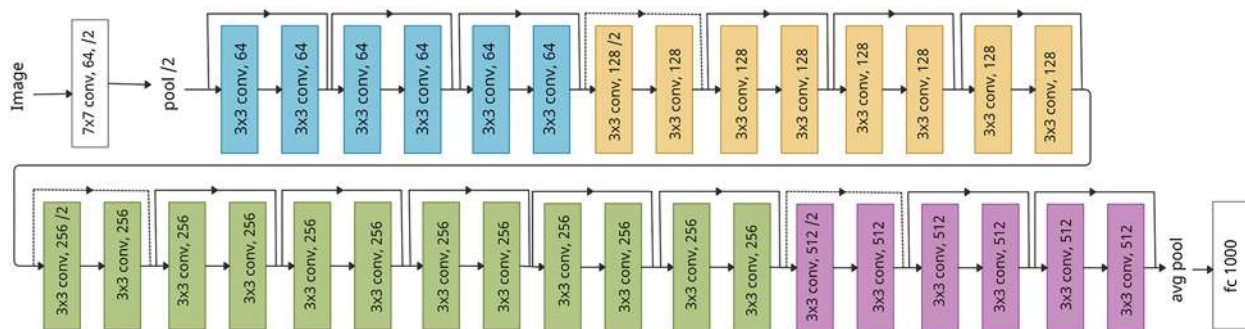 Image
7x7 conv, 64, /2
pool /2
3x3 conv, 64
3x3 conv, 64
3x3 conv, 64
3x3 conv, 64
3x3 conv, 64
3x3 conv, 64
3x3 conv, 128 /2
3x3 conv, 128
3x3 conv, 128
3x3 conv, 128
3x3 conv, 128
3x3 conv, 128
3x3 conv, 128
3x3 conv, 128
3x3 conv, 256 /2
3x3 conv, 256
3x3 conv, 256
3x3 conv, 256
3x3 conv, 256
3x3 conv, 256
3x3 conv, 256
3x3 conv, 256
3x3 conv, 256
3x3 conv, 256
3x3 conv, 256
3x3 conv, 256
3x3 conv, 512 /2
3x3 conv, 512
3x3 conv, 512
3x3 conv, 512
3x3 conv, 512
3x3 conv, 512
avg pool
fc 1000